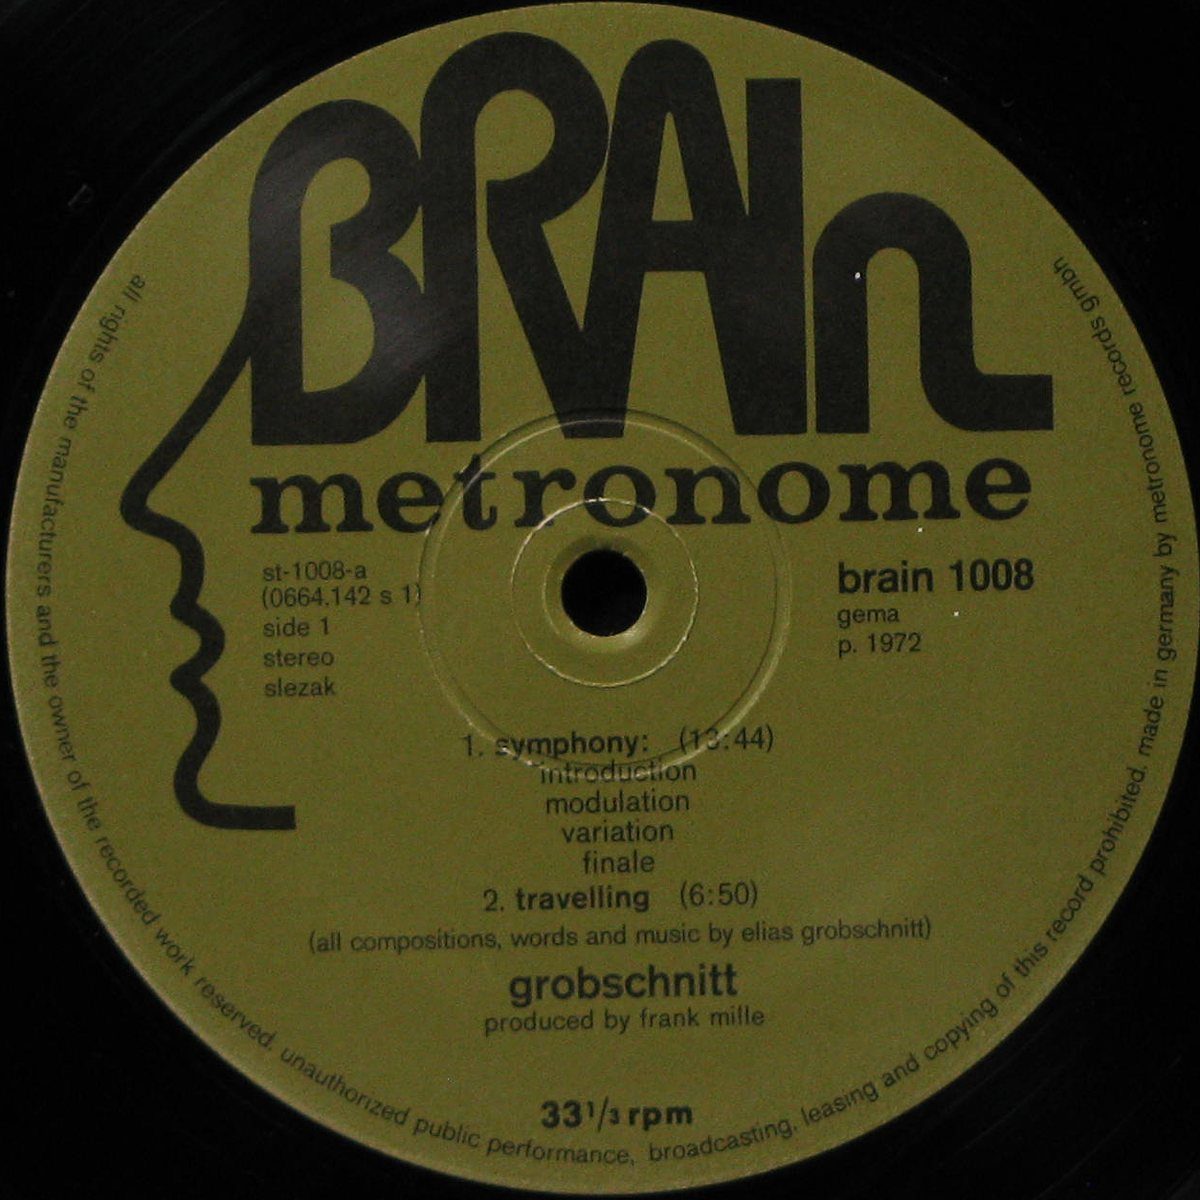 BRAIn
metronome
st-1008-a
(0664.142 s 1)
side 1
stereo
slezak
brain 1008
gema
p. 1972
1. symphony: (13:44)
introduction
modulation
variation
finale
2. travelling (6:50)
(all compositions, words and music by elias grobschnitt)
grobschnitt
produced by frank mille
33 1/3 rpm
all rights of the manufacturers and the owner of the recorded work reserved. unauthorized public performance, broadcasting, leasing and copying of this record prohibited. made in germany by metronome records gmbh